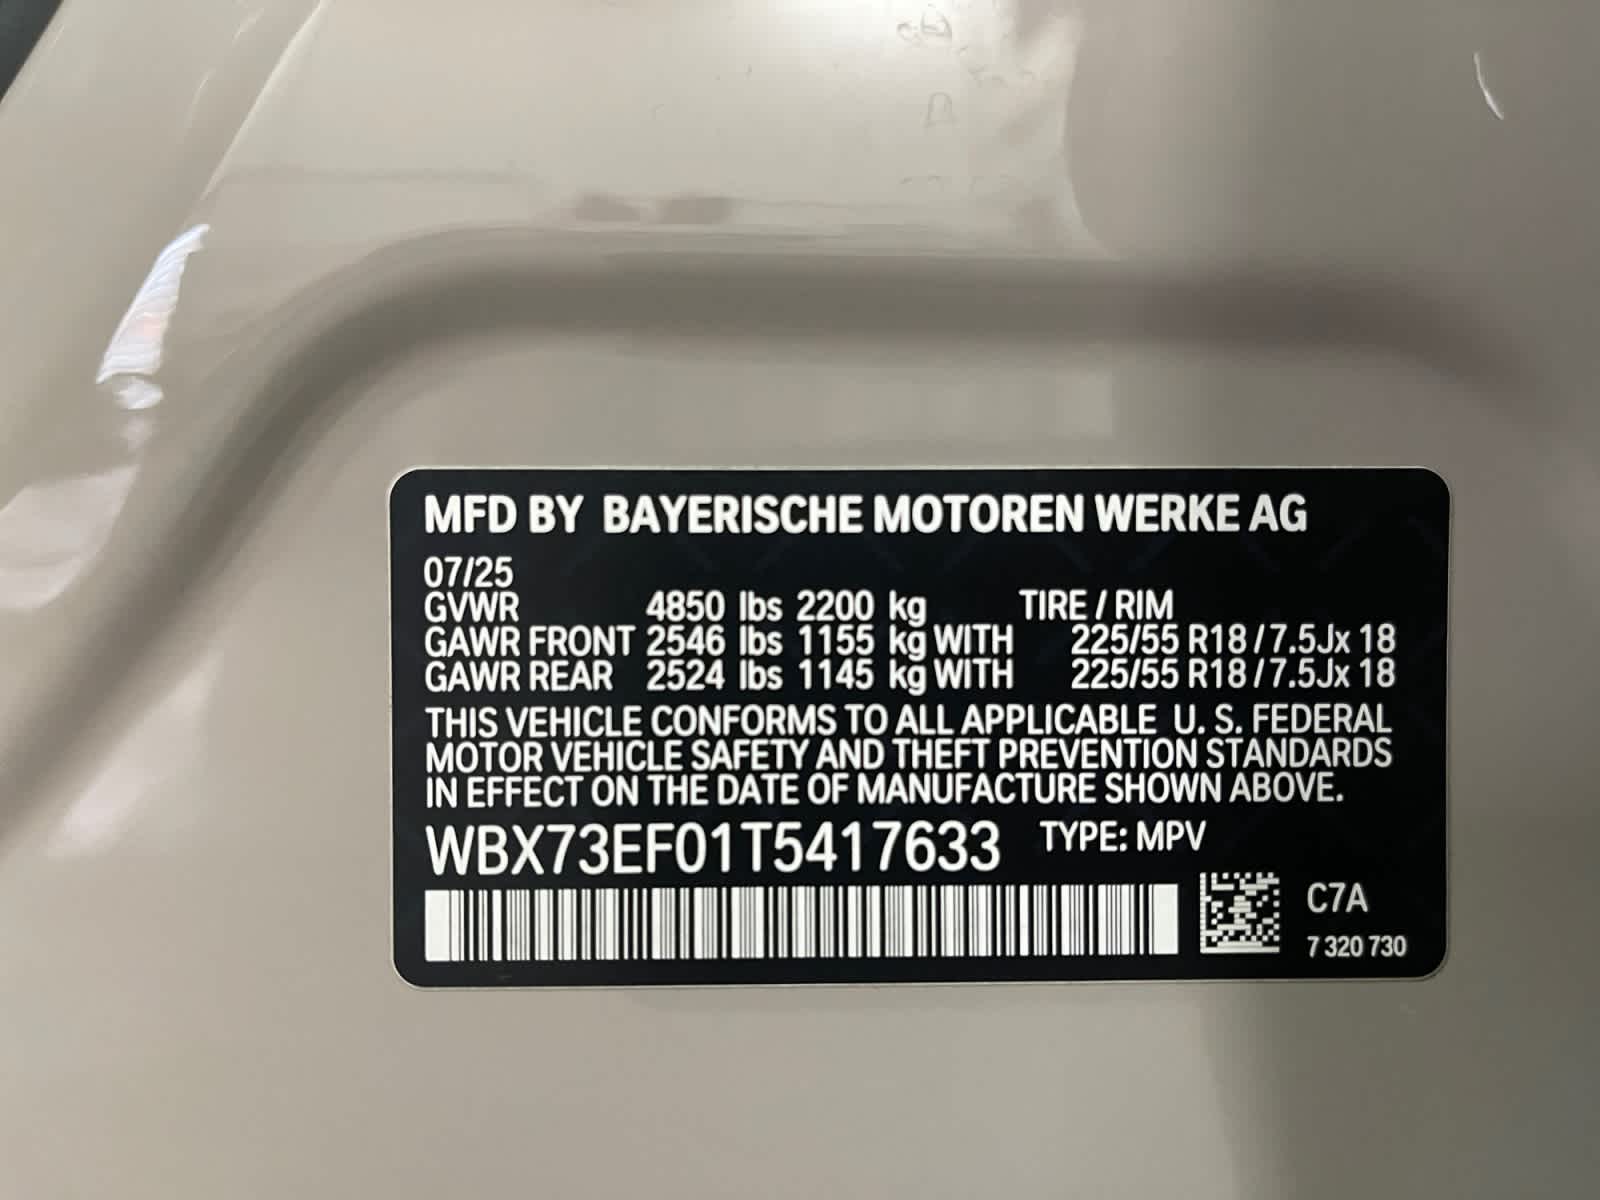 MFD BY BAYERISCHE MOTOREN WERKE AG
07/25
GVWR 4850 lbs 2200 kg TIRE / RIM
GAWR FRONT 2546 lbs 1155 kg WITH 225/55 R18 / 7.5Jx 18
GAWR REAR 2524 lbs 1145 kg WITH 225/55 R18 / 7.5Jx 18
THIS VEHICLE CONFORMS TO ALL APPLICABLE U. S. FEDERAL
MOTOR VEHICLE SAFETY AND THEFT PREVENTION STANDARDS
IN EFFECT ON THE DATE OF MANUFACTURE SHOWN ABOVE.
WBX73EF01T5417633 TYPE: MPV
C7A
7 320 730